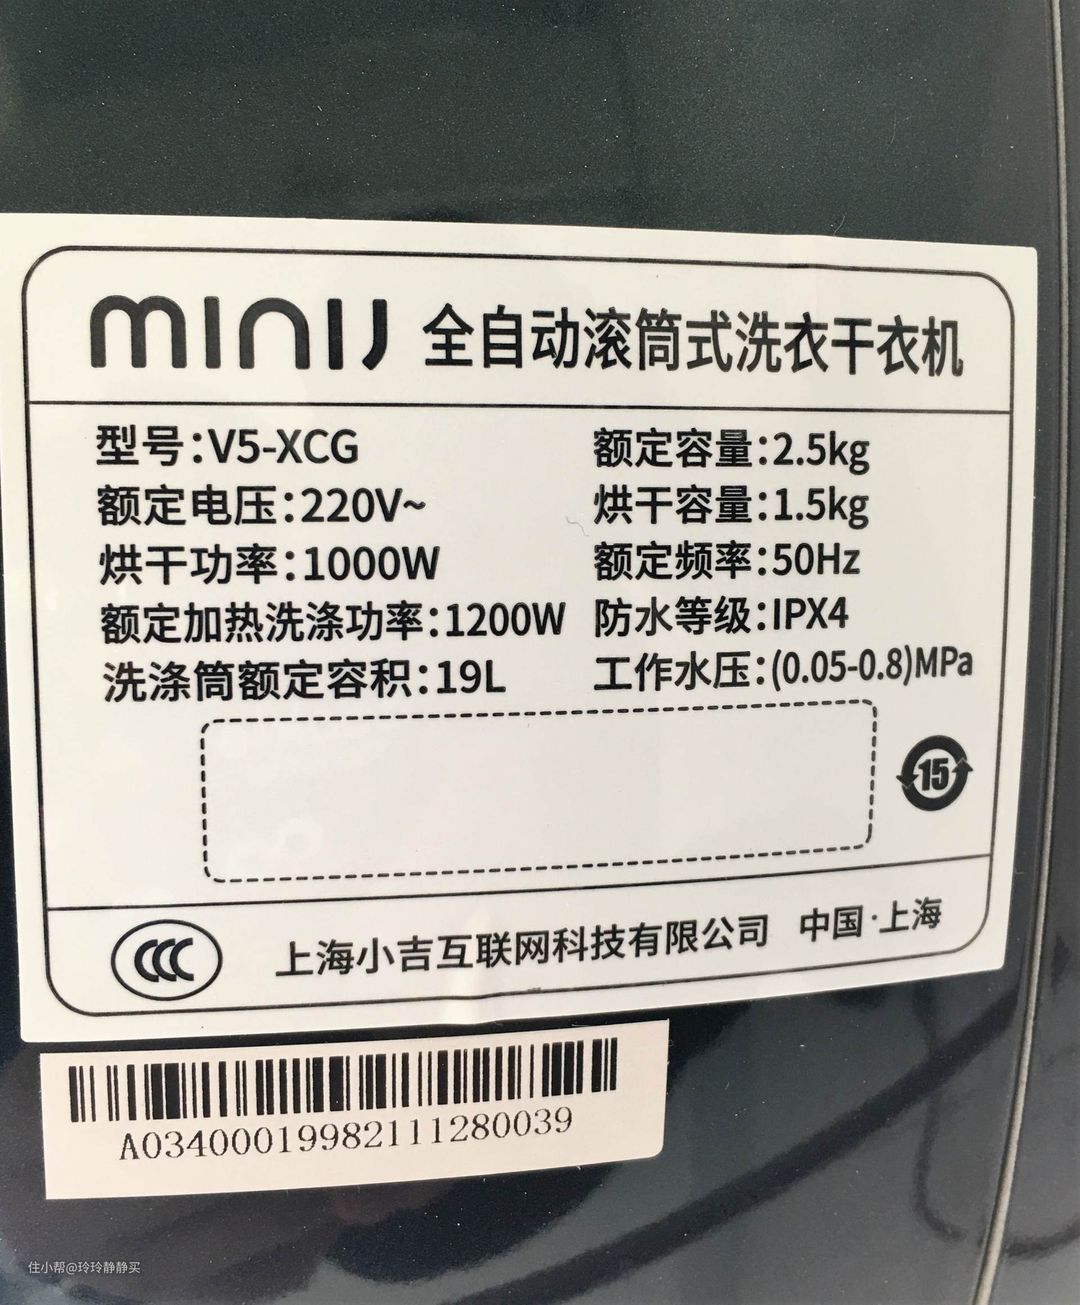 minij 全自动滚筒式洗衣干衣机
型号:V5-XCG
额定容量:2.5kg
额定电压:220V~
烘干容量:1.5kg
烘干功率:1000W
额定频率:50Hz
额定加热洗涤功率:1200W
防水等级:IPX4
洗涤筒额定容积:19L
工作水压:(0.05-0.8)MPa
15
CCC
上海小吉互联网科技有限公司 中国·上海
A03400019982111280039
住小帮@玲玲静静买